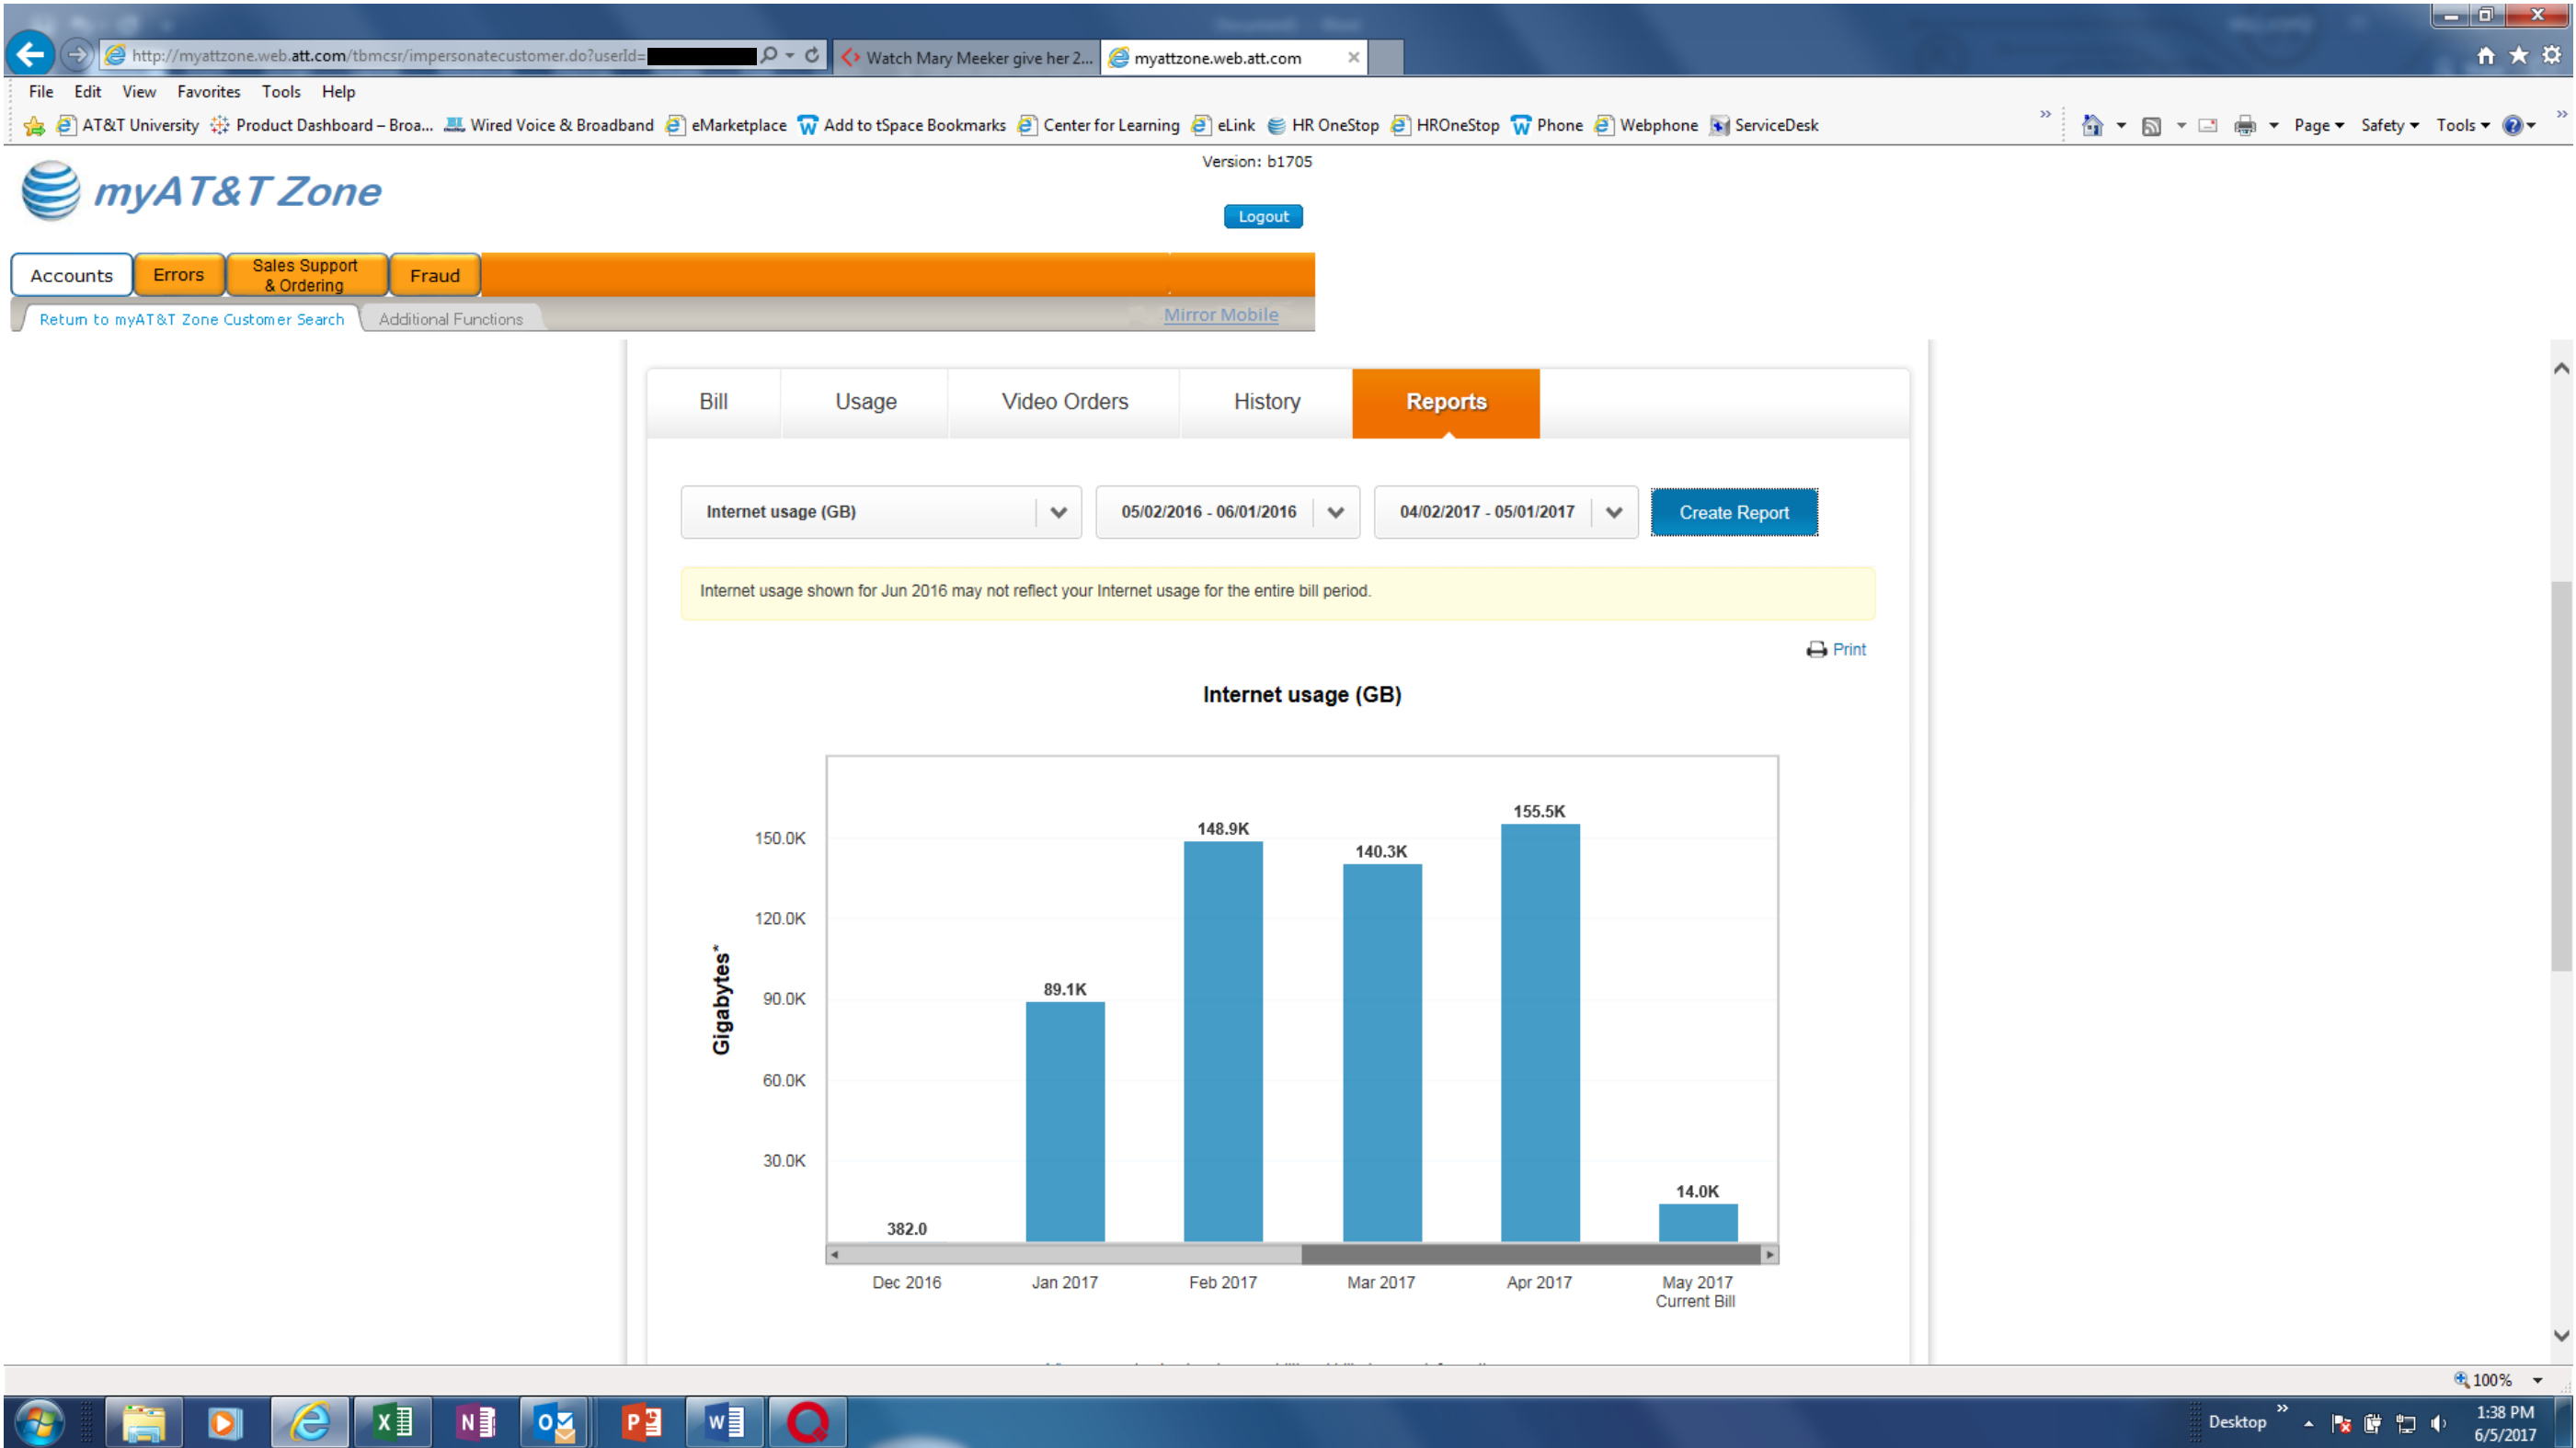 http://myattzone.web.att.com/tbmcsr/impersonatecustomer.do?userId=
Watch Mary Meeker give her 2...
myattzone.web.att.com
File Edit View Favorites Tools Help
AT&T University Product Dashboard – Broa... Wired Voice & Broadband eMarketplace Add to tSpace Bookmarks Center for Learning eLink HR OneStop HROneStop Phone Webphone ServiceDesk
Page Safety Tools
Version: b1705
myAT&T Zone
Logout
Accounts Errors Sales Support
& Ordering Fraud
Return to myAT&T Zone Customer Search Additional Functions Mirror Mobile
Bill Usage Video Orders History Reports
Internet usage (GB) 05/02/2016 - 06/01/2016 04/02/2017 - 05/01/2017 Create Report
Internet usage shown for Jun 2016 may not reflect your Internet usage for the entire bill period.
Print
Internet usage (GB)
155.5K
148.9K
150.0K
140.3K
120.0K
Gigabytes*
89.1K
90.0K
60.0K
30.0K
14.0K
382.0
Dec 2016 Jan 2017 Feb 2017 Mar 2017 Apr 2017 May 2017
Current Bill
100%
Desktop
1:38 PM
6/5/2017